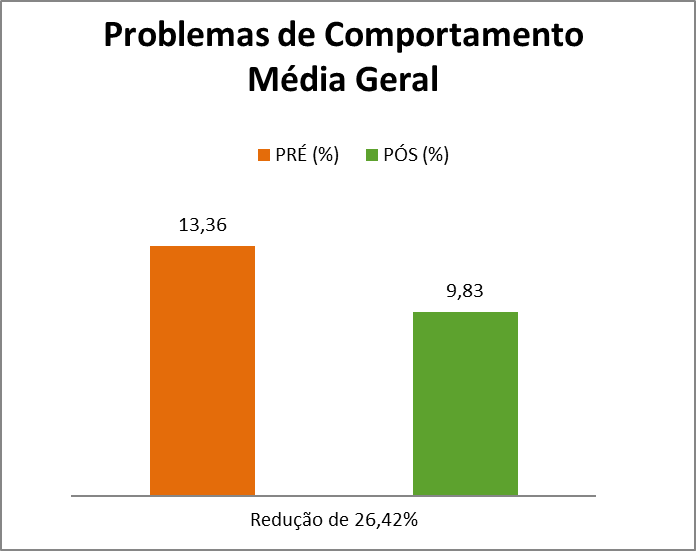 Problemas de Comportamento
Média Geral
PRÉ (%) PÓS (%)
13,36
9,83
Redução de 26,42%